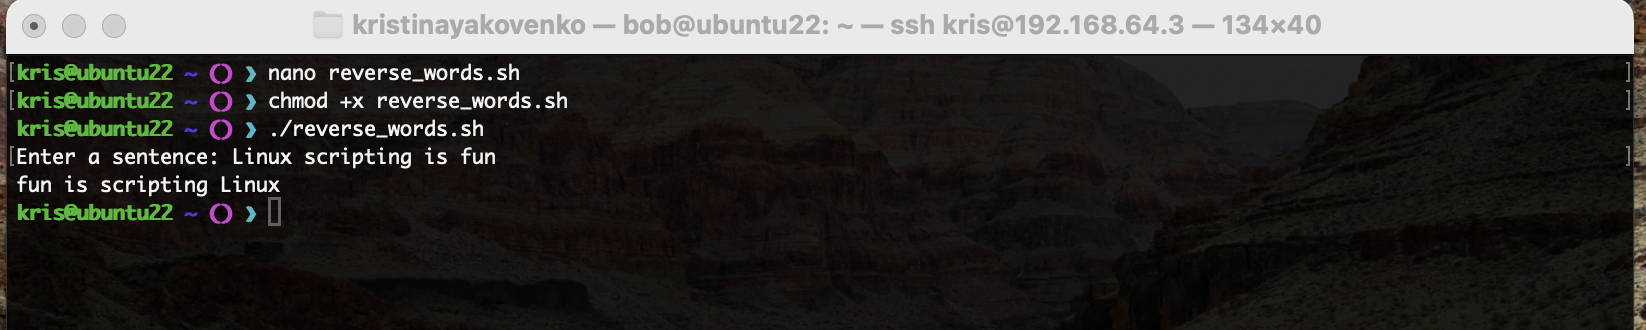 kristinayakovenko — bob@ubuntu22: ~ — ssh kris@192.168.64.3 — 134×40
[kris@ubuntu22 ~ () ❯ nano reverse_words.sh ]
[kris@ubuntu22 ~ () ❯ chmod +x reverse_words.sh ]
kris@ubuntu22 ~ () ❯ ./reverse_words.sh
[Enter a sentence: Linux scripting is fun ]
fun is scripting Linux
kris@ubuntu22 ~ () ❯